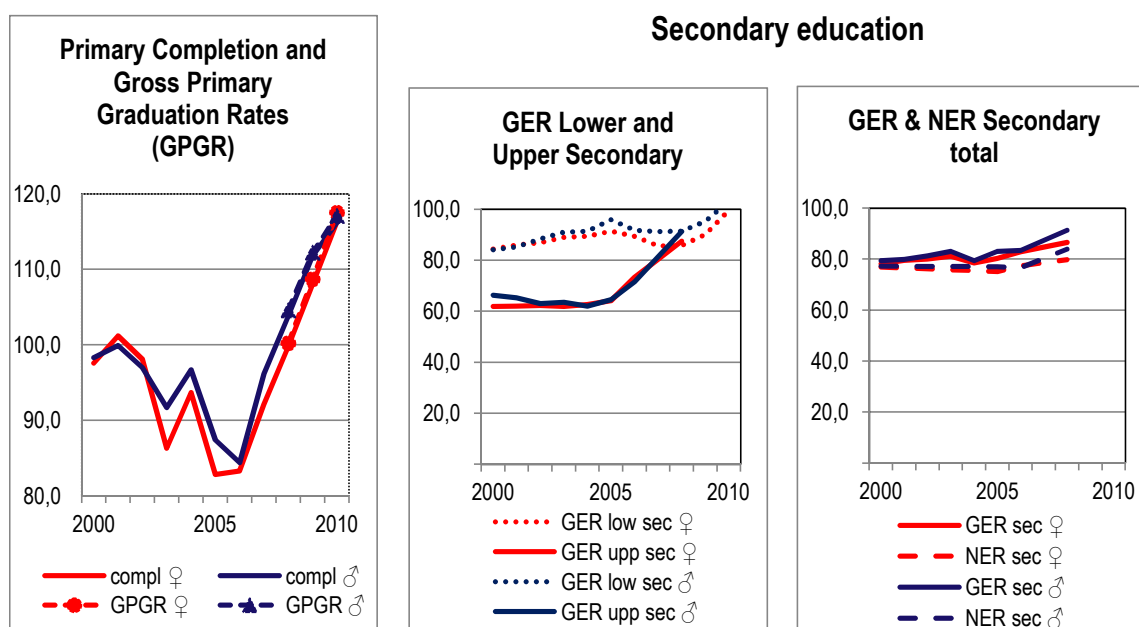 Secondary education
Primary Completion and
Gross Primary
Graduation Rates
(GPGR)
120,0
110,0
100,0
90,0
80,0
2000 2005 2010
compl ♀ compl ♂
GPGR ♀ GPGR ♂
GER Lower and
Upper Secondary
100,0
80,0
60,0
40,0
20,0
2000 2005 2010
GER low sec ♀
GER upp sec ♀
GER low sec ♂
GER upp sec ♂
GER & NER Secondary
total
100,0
80,0
60,0
40,0
20,0
2000 2005 2010
GER sec ♀
NER sec ♀
GER sec ♂
NER sec ♂